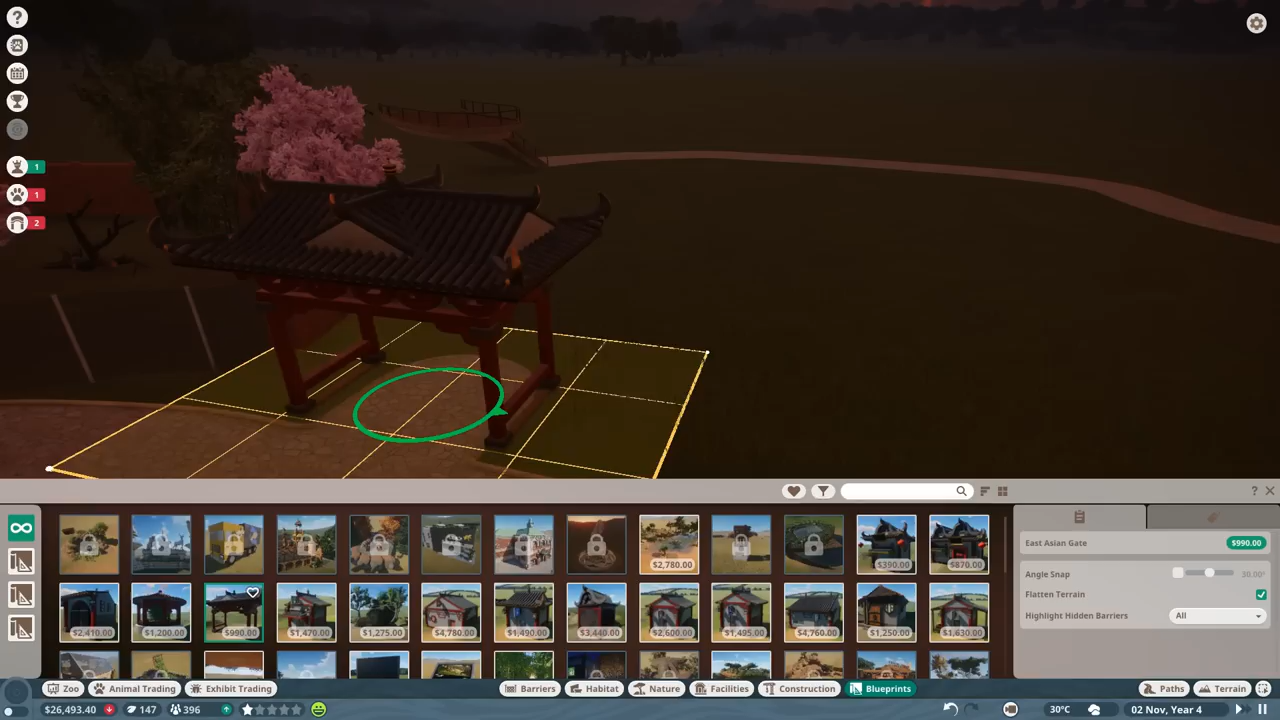 ?
1
1
2
? ×
$2,780.00 $390.00 $870.00
East Asian Gate $990.00
Angle Snap 30.00°
Flatten Terrain
Highlight Hidden Barriers All
$2,410.00 $1,200.00 $990.00 $1,470.00 $1,275.00 $4,780.00 $1,490.00 $3,440.00 $2,600.00 $1,495.00 $4,760.00 $1,250.00 $1,630.00
Zoo Animal Trading Exhibit Trading Barriers Habitat Nature Facilities Construction Blueprints Paths Terrain
$26,493.40 147 396 30°C 02 Nov, Year 4